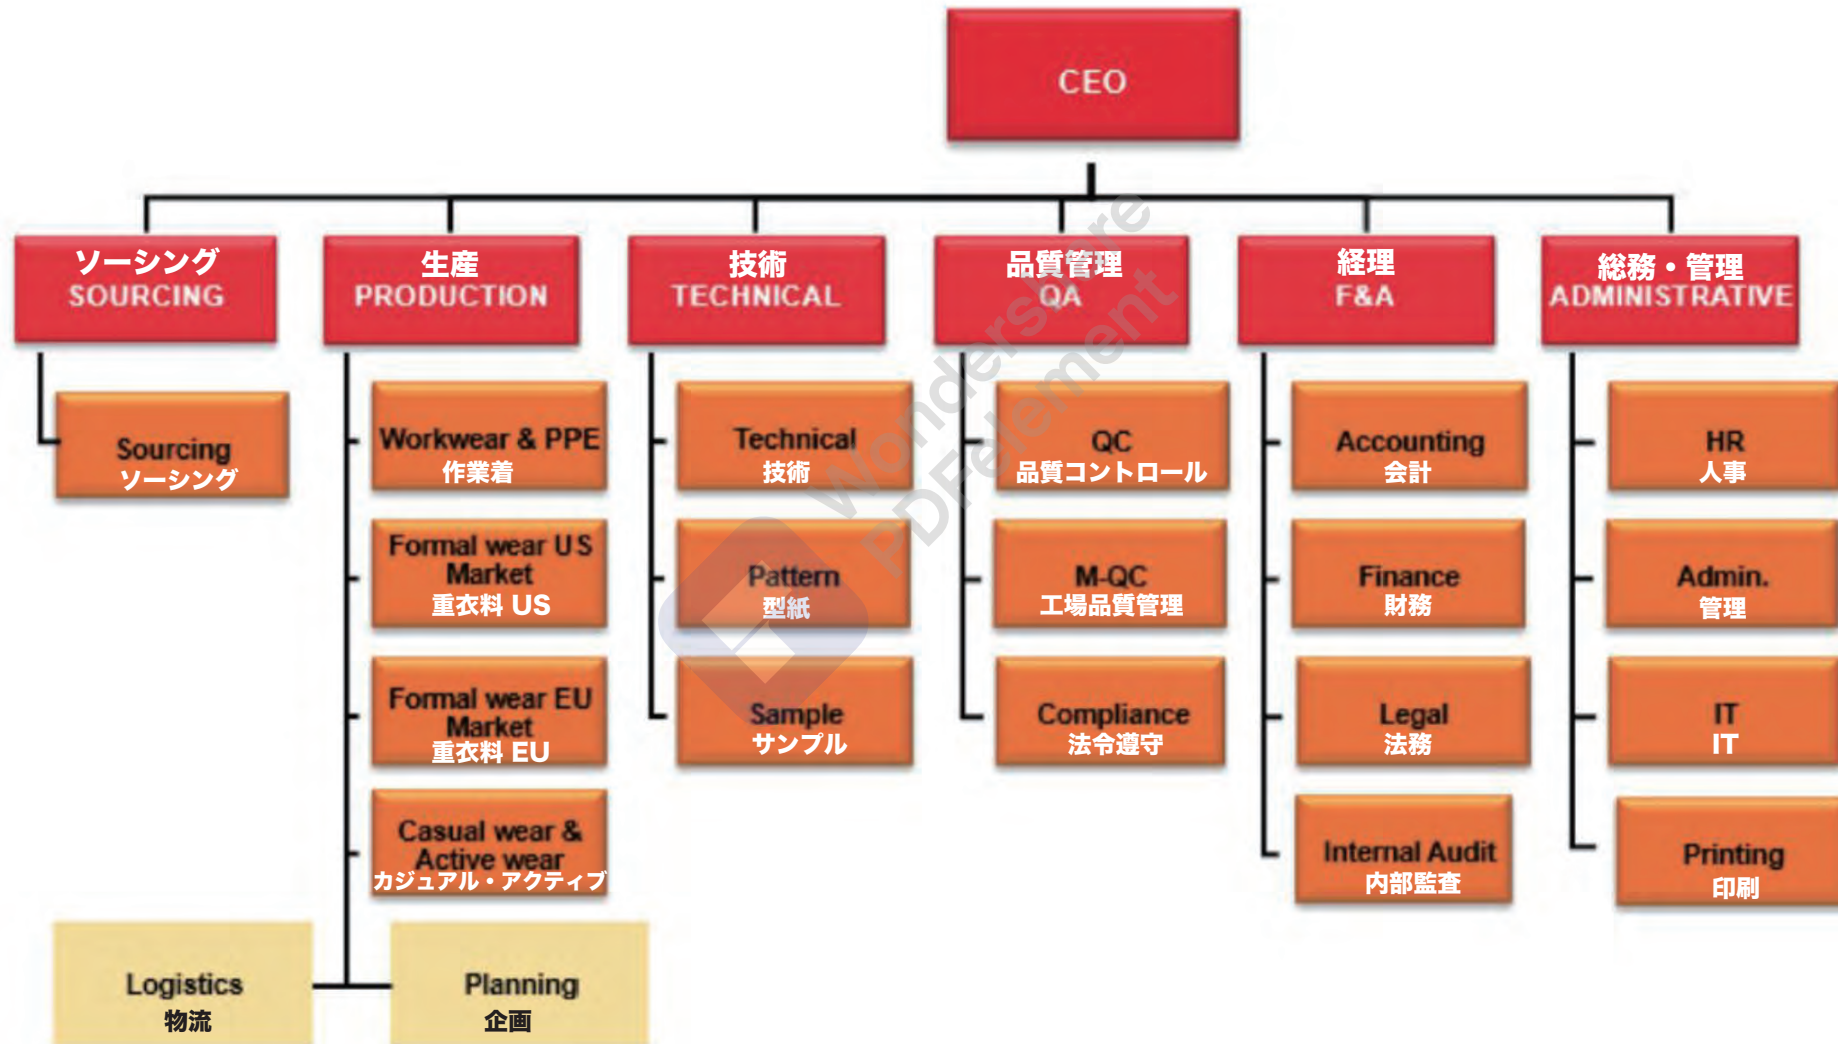 CEO
ソーシング
SOURCING
生産
PRODUCTION
技術
TECHNICAL
品質管理
QA
経理
F&A
総務・管理
ADMINISTRATIVE
Sourcing
ソーシング
Workwear & PPE
作業着
Formal wear US
Market
重衣料 US
Formal wear EU
Market
重衣料 EU
Casual wear &
Active wear
カジュアル・アクティブ
Logistics
物流
Planning
企画
Technical
技術
Pattern
型紙
Sample
サンプル
QC
品質コントロール
M-QC
工場品質管理
Compliance
法令遵守
Accounting
会計
Finance
財務
Legal
法務
Internal Audit
内部監査
HR
人事
Admin.
管理
IT
IT
Printing
印刷
Wondershare
PDFelement